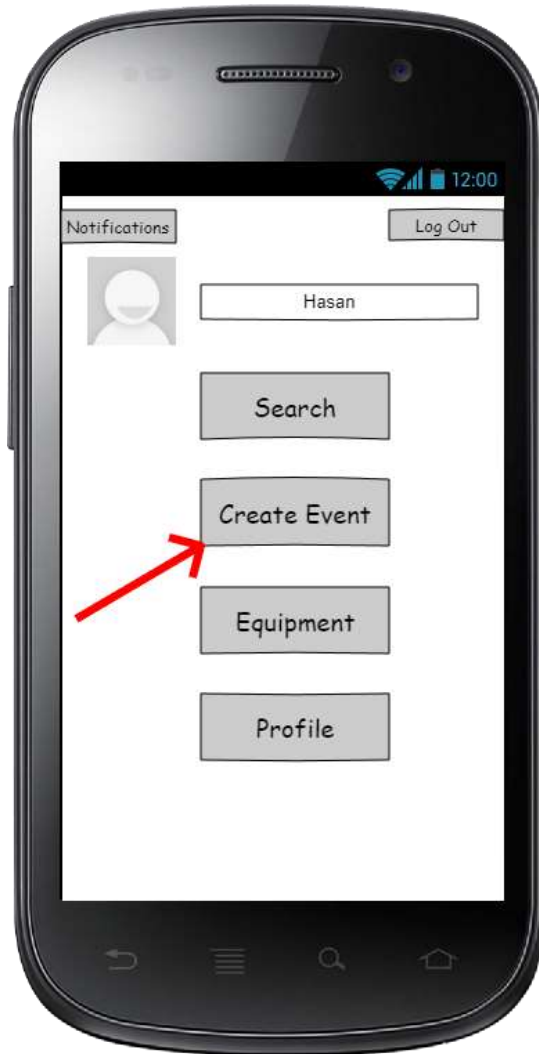 12:00
Notifications
Log Out
Hasan
Search
Create Event
Equipment
Profile